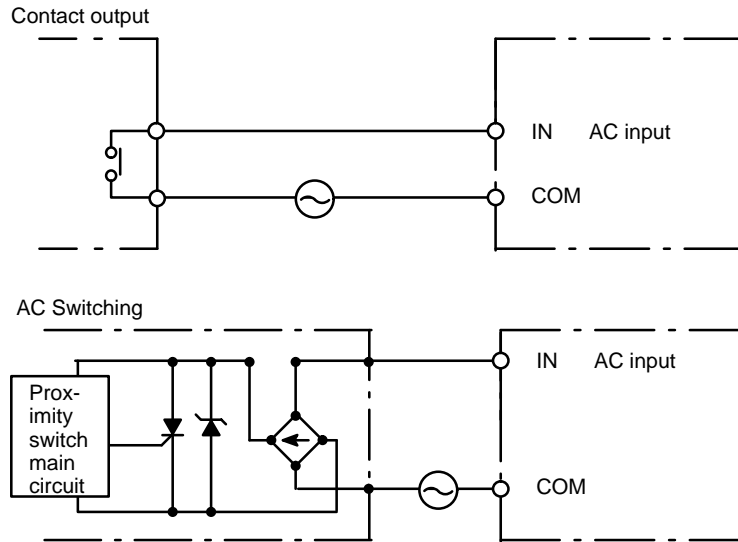 Contact output
IN AC input
COM
AC Switching
IN AC input
Prox-
imity
switch
main
circuit
COM